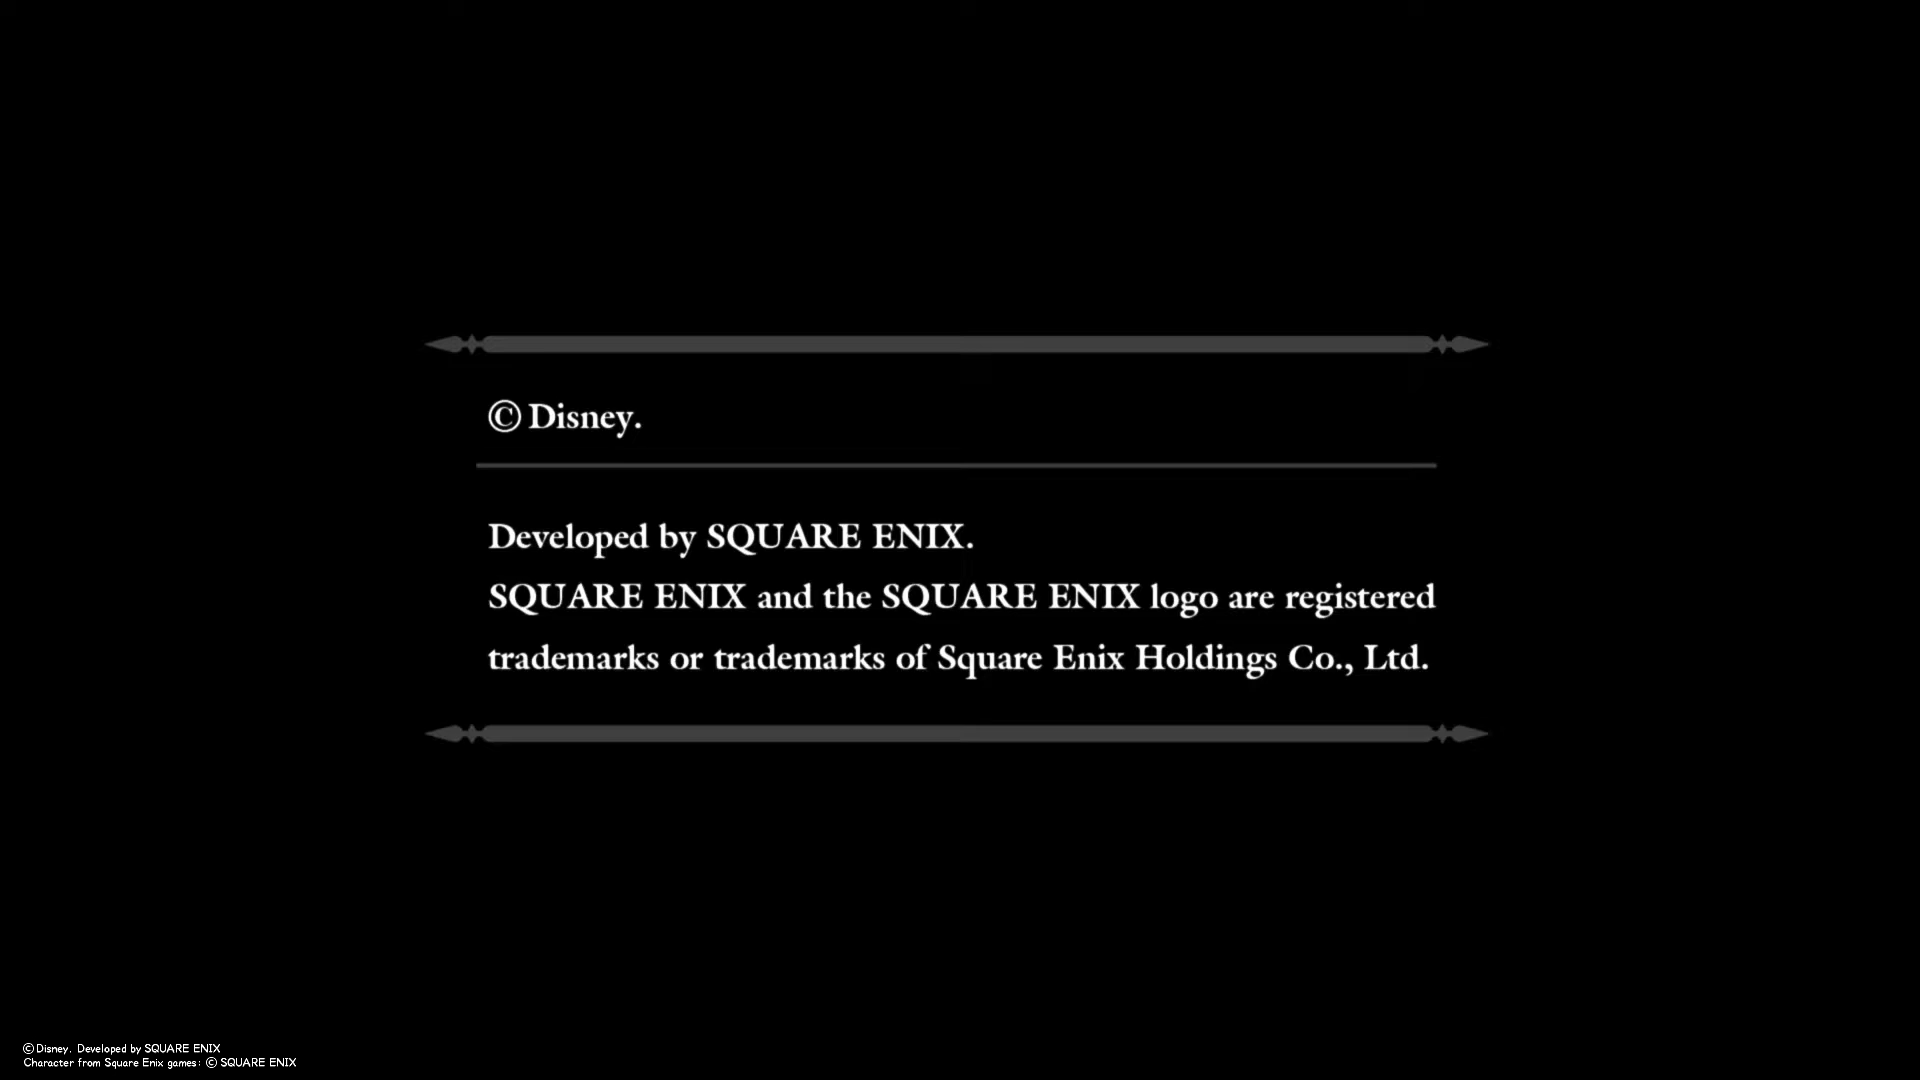 © Disney.
Developed by SQUARE ENIX.
SQUARE ENIX and the SQUARE ENIX logo are registered
trademarks or trademarks of Square Enix Holdings Co., Ltd.
© Disney. Developed by SQUARE ENIX
Character from Square Enix games: © SQUARE ENIX